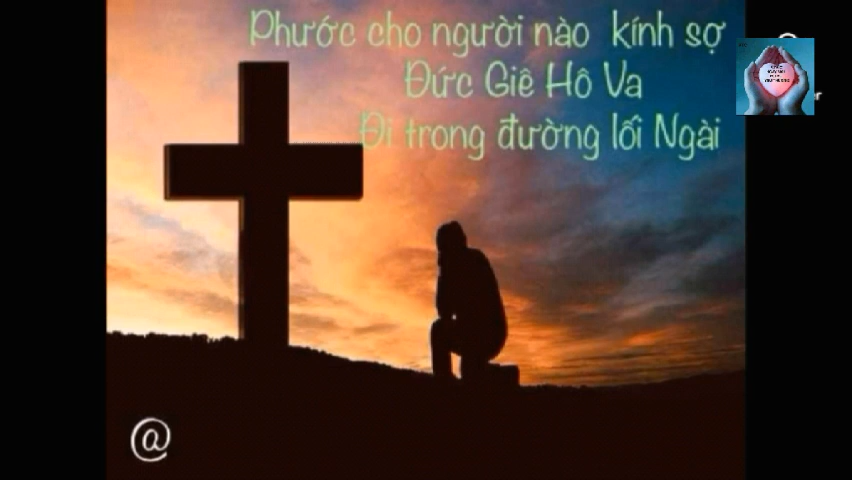 Phước cho người nào kính sợ
Đức Giê Hô Va
Đi trong đường lối Ngài
@